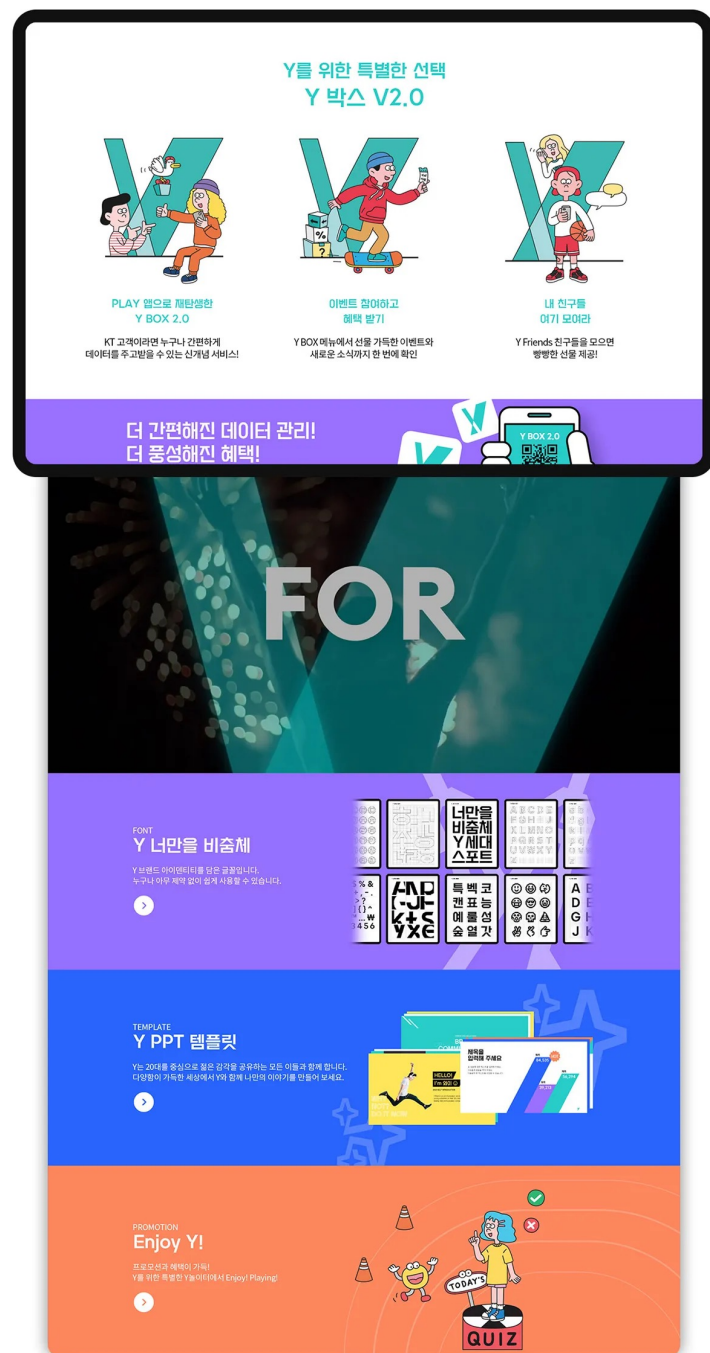 Y를 위한 특별한 선택
Y 박스 V2.0
%
?
PLAY 앱으로 재탄생한
Y BOX 2.0
KT 고객이라면 누구나 간편하게
데이터를 주고받을 수 있는 신개념 서비스!
이벤트 참여하고
혜택 받기
Y BOX 메뉴에서 선물 가득한 이벤트와
새로운 소식까지 한 번에 확인
내 친구들
여기 모여라
Y Friends 친구들을 모으면
빵빵한 선물 제공!
더 간편해진 데이터 관리!
더 풍성해진 혜택!
Y BOX 2.0
FOR
FONT
Y 너만을 비춤체
Y 브랜드 아이덴티티를 담은 글꼴입니다.
누구나 아무 제약 없이 쉽게 사용할 수 있습니다.
너만을
비춤체
Y세대
스포트
특 벡 코
캔 표 능
예 룰 성
숲 열 갓
TEMPLATE
Y PPT 템플릿
Y는 20대를 중심으로 젊은 감각을 공유하는 모든 이들과 함께 합니다.
다양함이 가득한 세상에서 Y와 함께 나만의 이야기를 만들어 보세요.
제목을
입력해 주세요
HELLO!
I'm 와이
PROMOTION
Enjoy Y!
프로모션과 혜택이 가득!
Y를 위한 특별한 Y놀이터에서 Enjoy! Playing!
TODAY'S
QUIZ